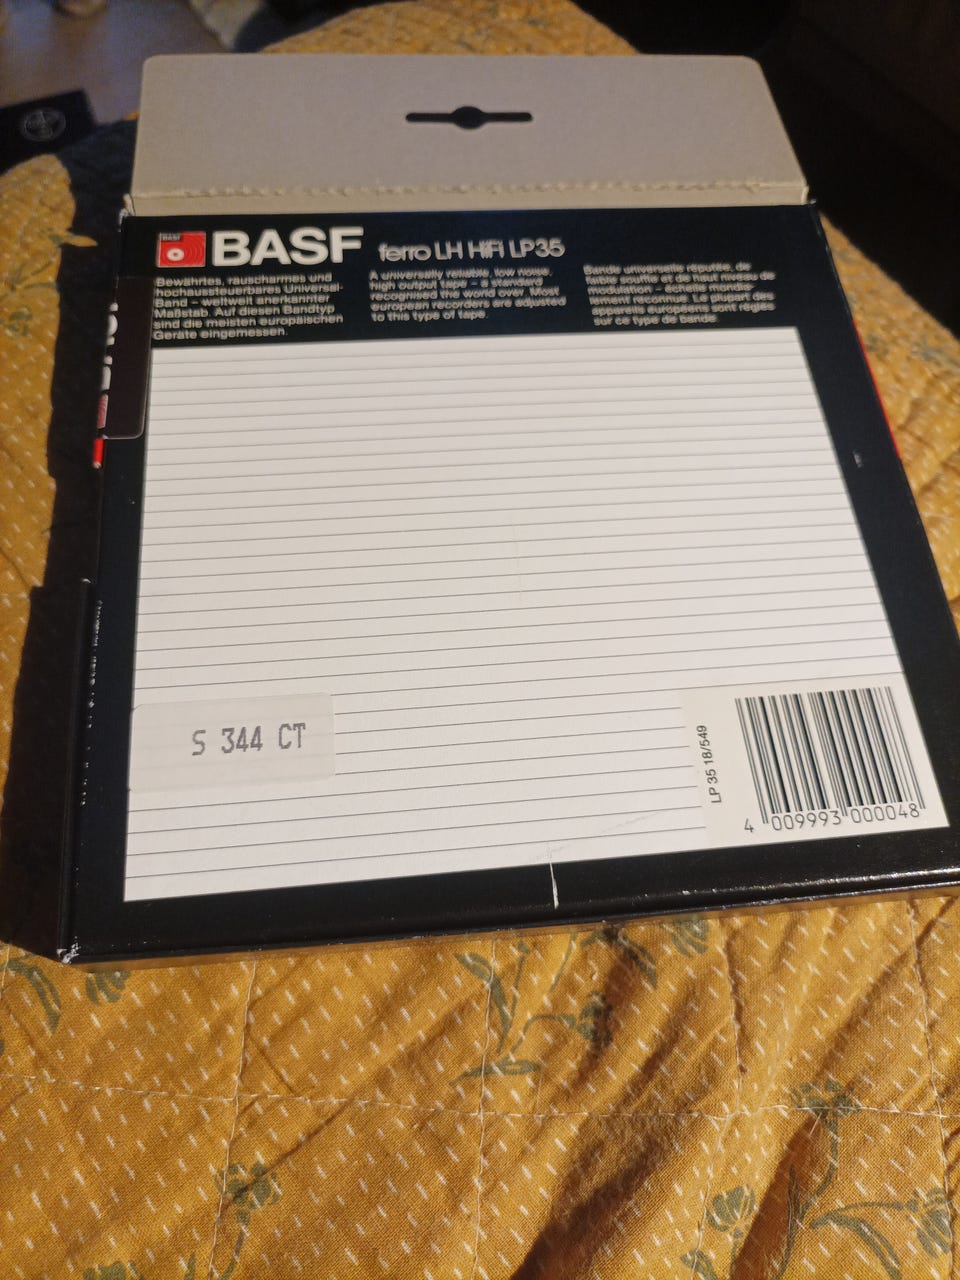 BASF
BASF ferro LH HiFi LP35
Bewährtes, rauscharmes und
hochaussteuerbares Universal-
Band – weltweit anerkannter
Maßstab. Auf diesen Bandtyp
sind die meisten europäischen
Geräte eingemessen.
A universally reliable, low noise,
high output tape – a standard
recognised the world over. Most
european recorders are adjusted
to this type of tape.
Bande universelle réputée, de
faible souffle et de haut niveau de
modulation –
ment reconnue. La plupart des
appareils européens sont réglés
sur ce type de bande.
S 344 CT
LP 35 18/549
4 009993 000048